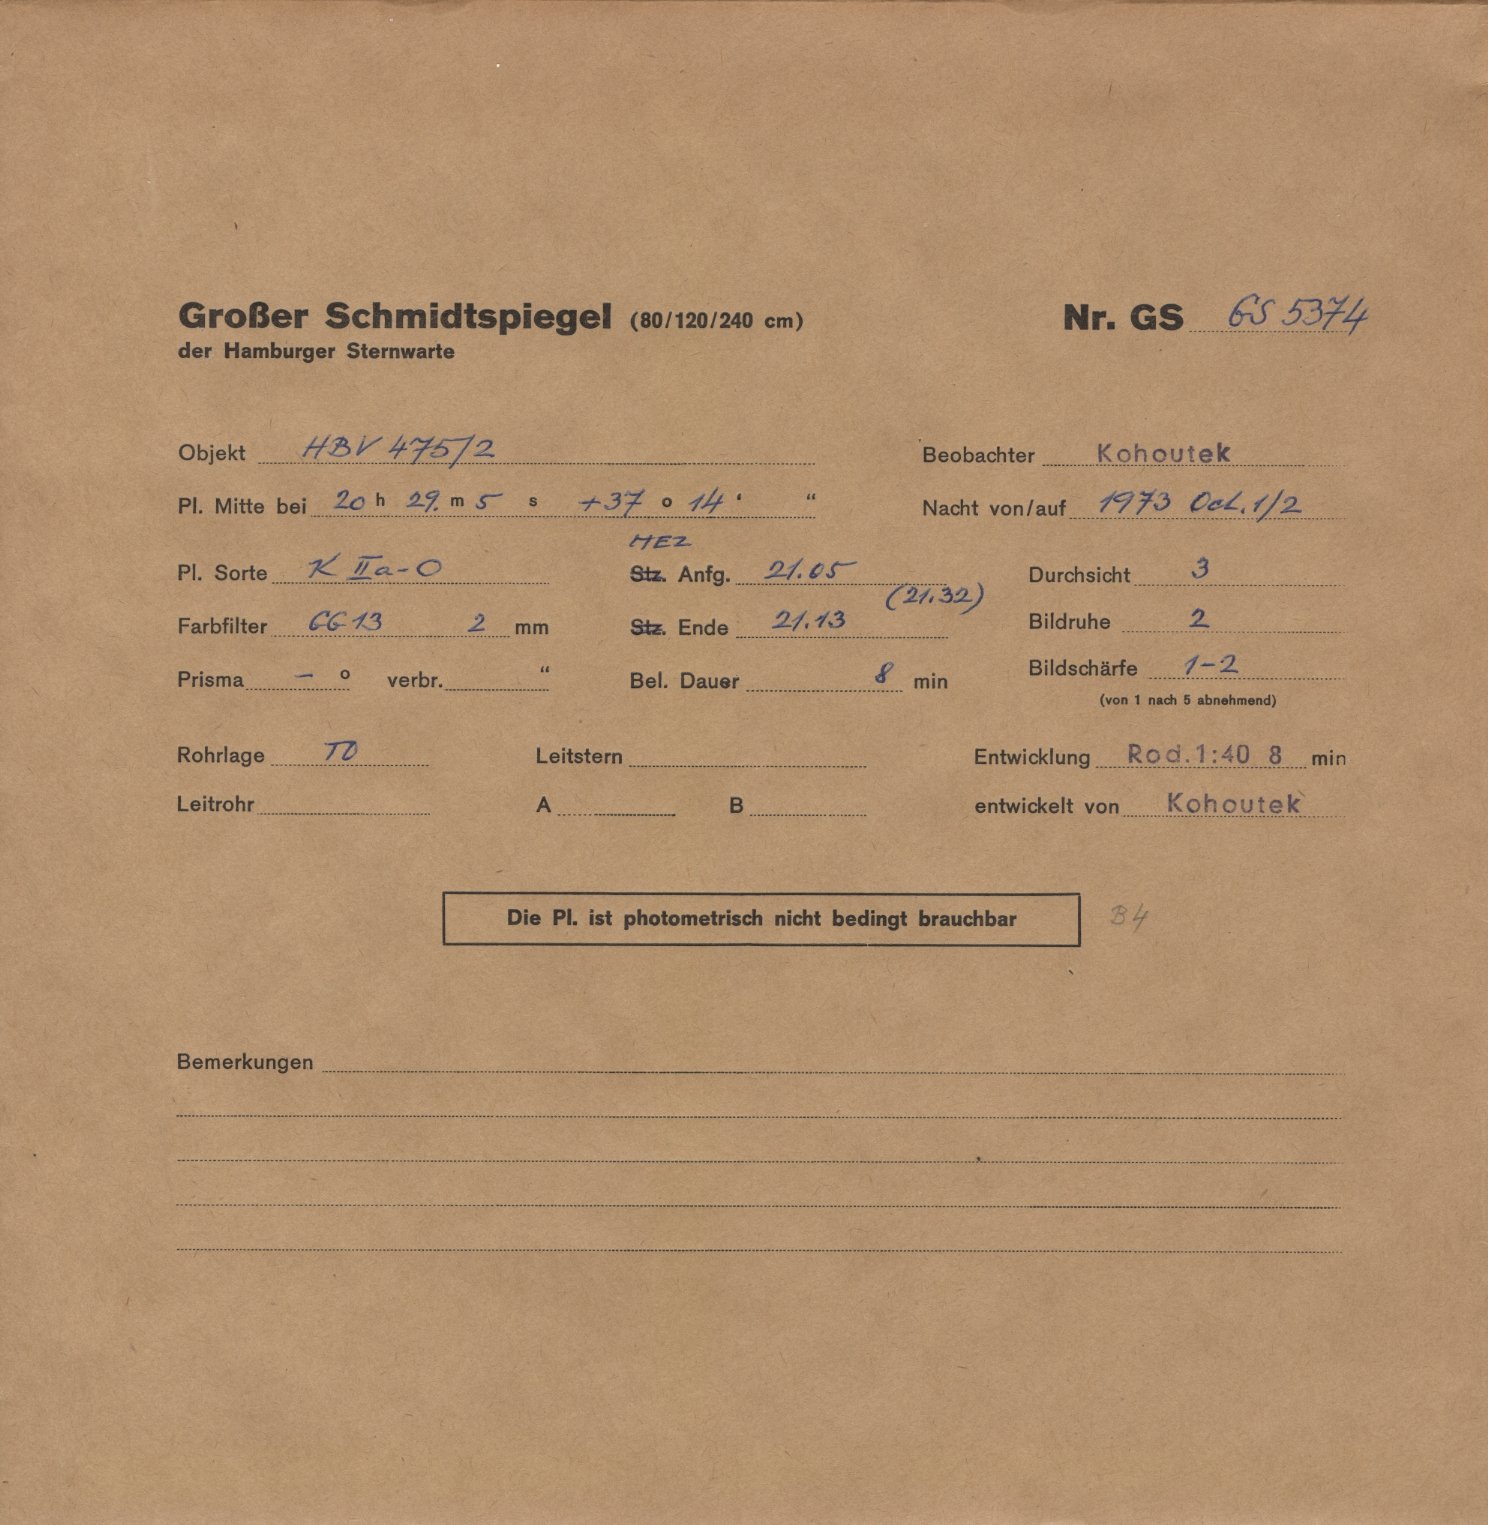 Großer Schmidtspiegel (80/120/240 cm) Nr. GS GS 5374
der Hamburger Sternwarte
Objekt HBV 475/2 Beobachter Kohoutek
Pl. Mitte bei 20 h 29. m 5 s +37 o 14 ‘ “ Nacht von/auf 1973 Oct. 1/2
MEZ
Pl. Sorte K IIa-O Stz. Anfg. 21.05 Durchsicht 3
(21.32)
Farbfilter GG 13 2 mm Stz. Ende 21.13 Bildruhe 2
Prisma – o verbr. “ Bel. Dauer 8 min Bildschärfe 1-2
(von 1 nach 5 abnehmend)
Rohrlage TO Leitstern Entwicklung Rod.1:40 8 min
Leitrohr A B entwickelt von Kohoutek
Die Pl. ist photometrisch nicht bedingt brauchbar B4
Bemerkungen